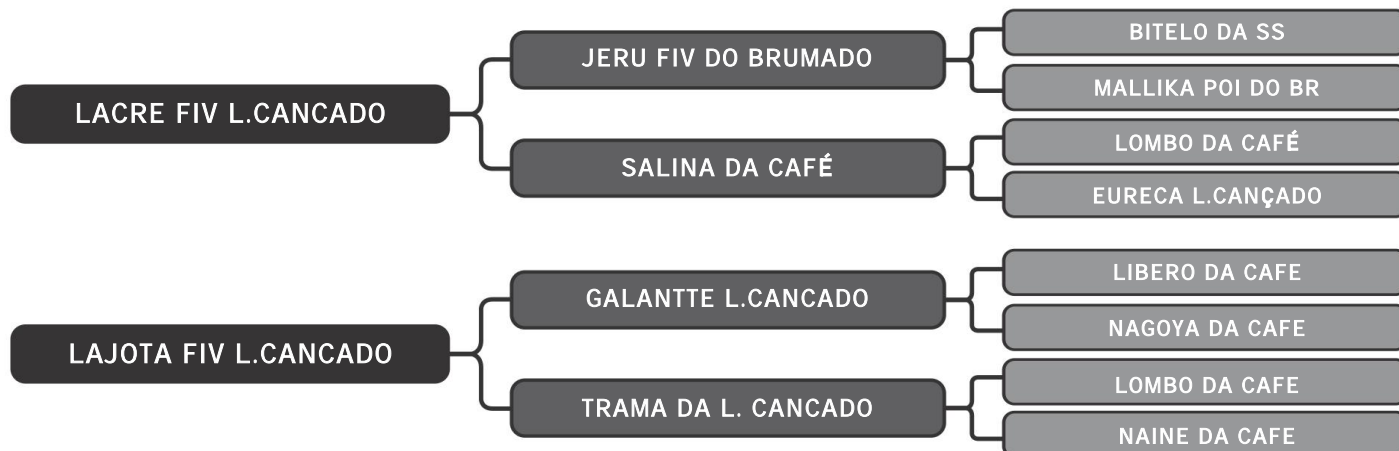 LACRE FIV L.CANCADO
JERU FIV DO BRUMADO
BITELO DA SS
MALLIKA POI DO BR
SALINA DA CAFÉ
LOMBO DA CAFÉ
EURECA L.CANÇADO
LAJOTA FIV L.CANCADO
GALANTTE L.CANCADO
LIBERO DA CAFE
NAGOYA DA CAFE
TRAMA DA L. CANCADO
LOMBO DA CAFE
NAINE DA CAFE